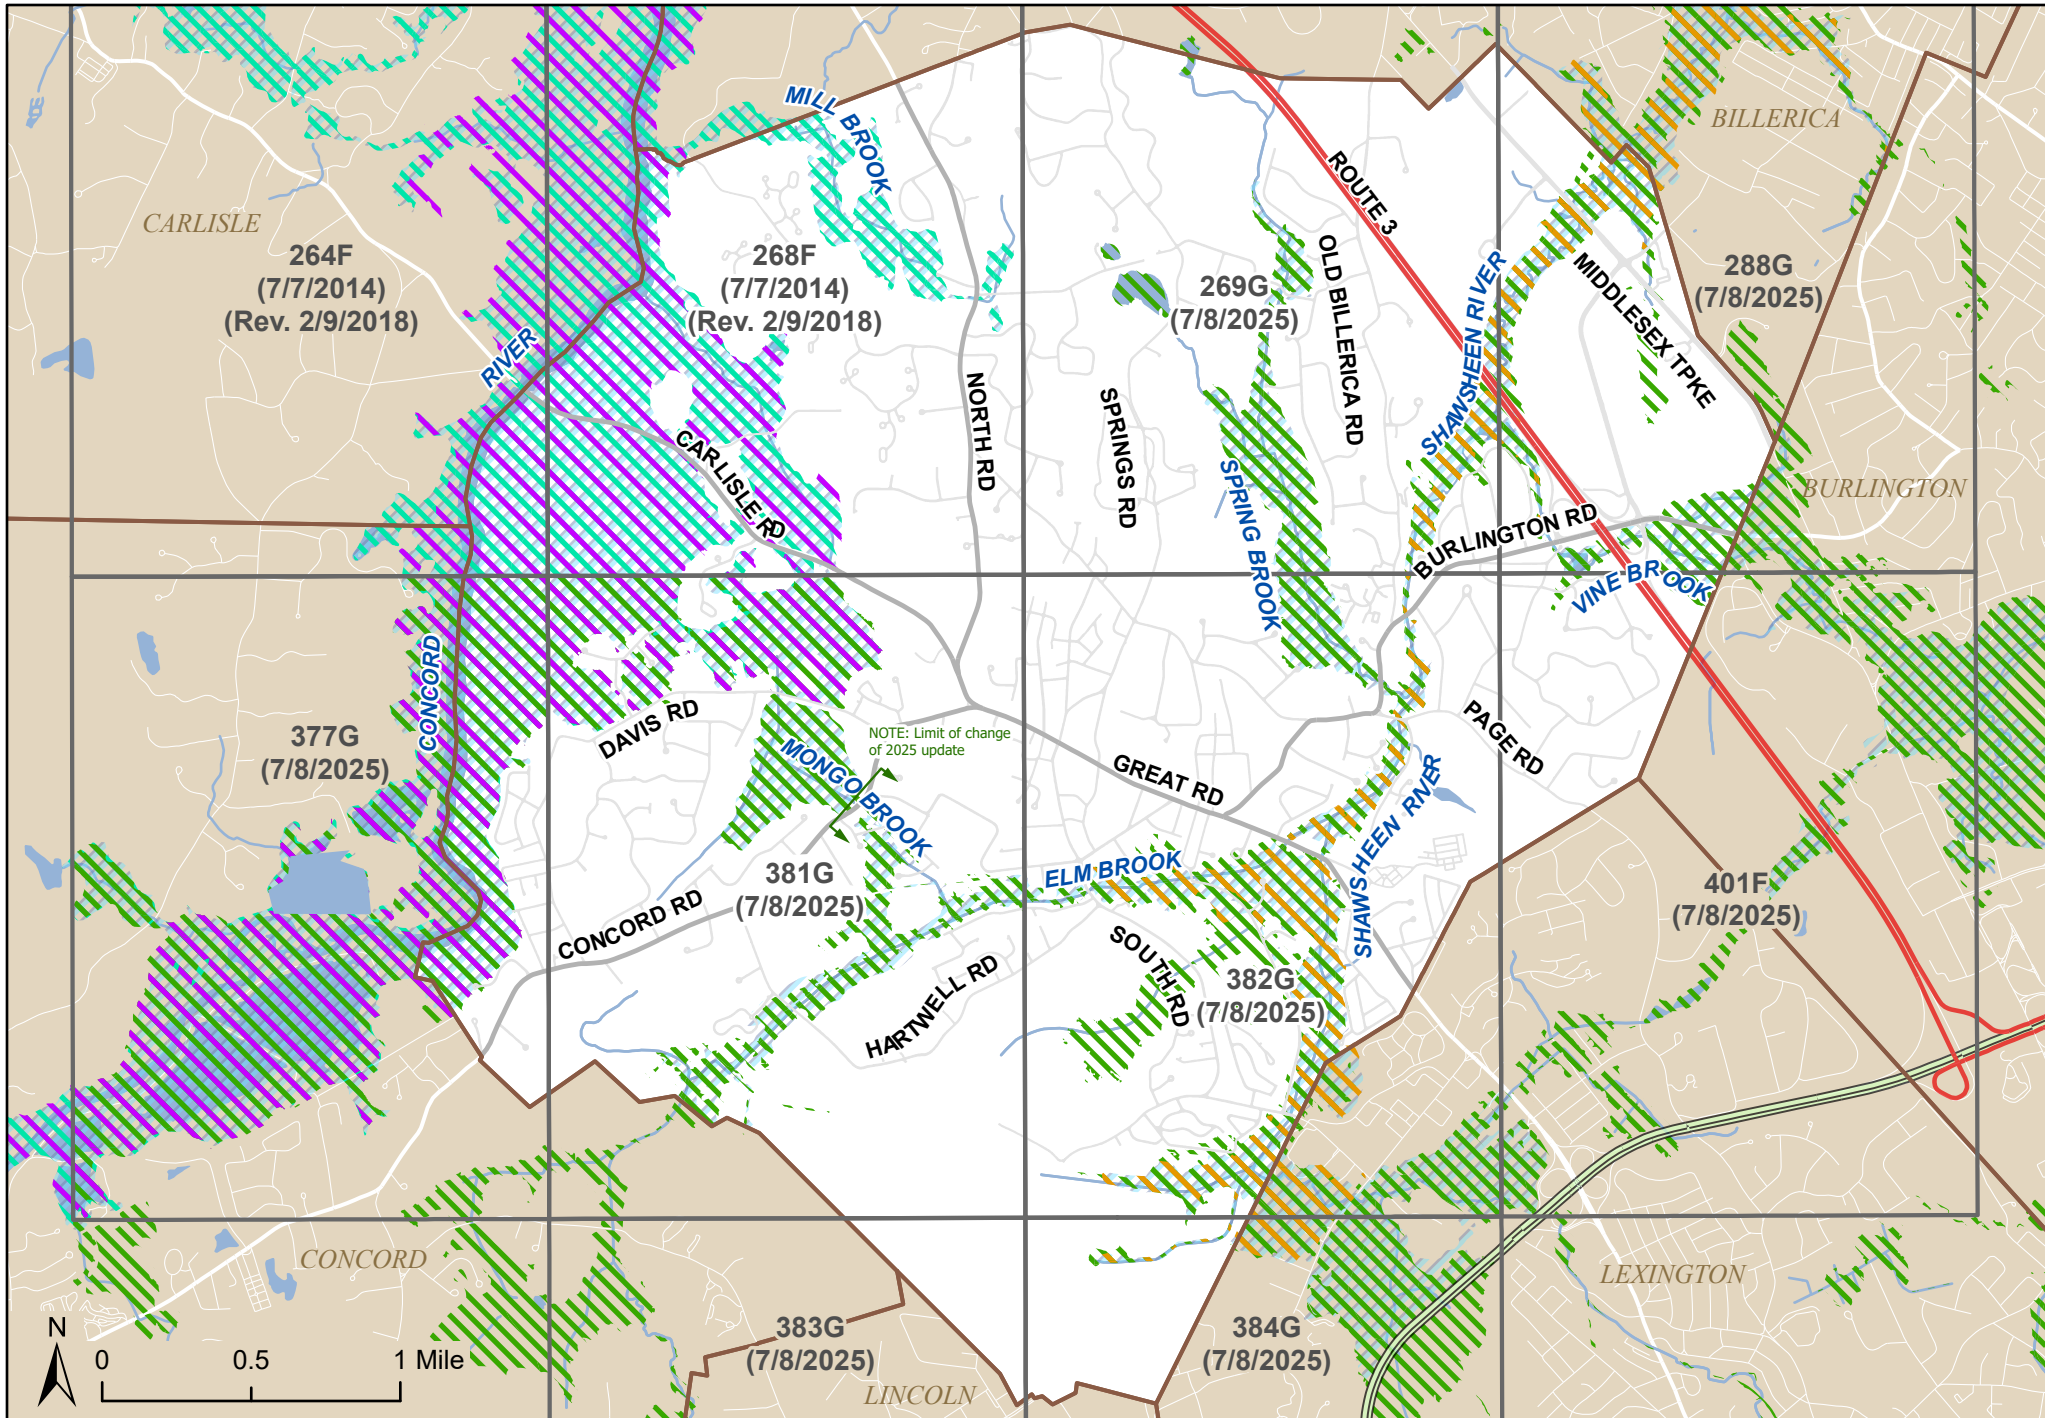 MILL BROOK
BILLERICA
ROUTE 3
CARLISLE
264F
(7/7/2014)
(Rev. 2/9/2018)
268F
(7/7/2014)
(Rev. 2/9/2018)
269G
(7/8/2025)
OLD BILLERICA RD
SHAWSHEEN RIVER
MIDDLESEX TPKE
288G
(7/8/2025)
RIVER
NORTH RD
SPRINGS RD
CARLISLE RD
SPRING BROOK
BURLINGTON RD
BURLINGTON
VINE BROOK
CONCORD
377G
(7/8/2025)
DAVIS RD
NOTE: Limit of change
of 2025 update
MONGO BROOK
GREAT RD
PAGE RD
SHAWSHEEN RIVER
381G
(7/8/2025)
ELM BROOK
401F
(7/8/2025)
CONCORD RD
HARTWELL RD
SOUTH RD
382G
(7/8/2025)
CONCORD
LEXINGTON
383G
(7/8/2025)
384G
(7/8/2025)
LINCOLN
N
0 0.5 1 Mile